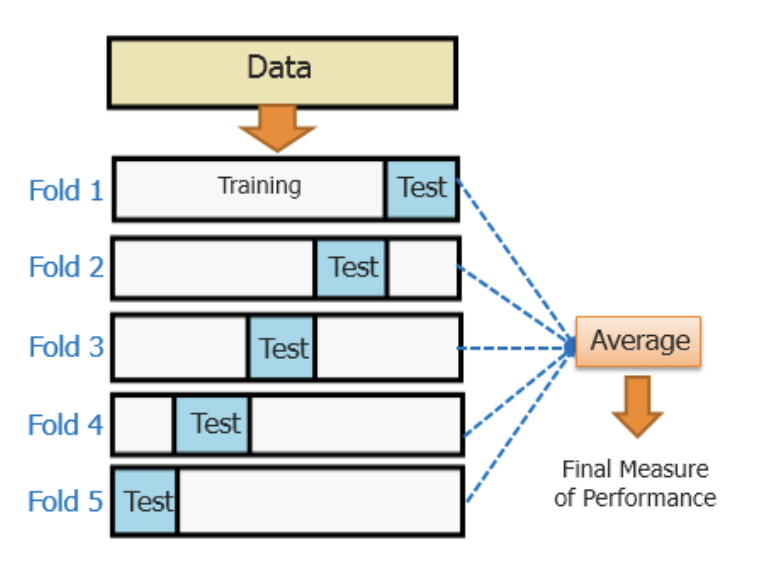 Data
Fold 1
Training
Test
Fold 2
Test
Fold 3
Test
Average
Fold 4
Test
Final Measure
of Performance
Fold 5
Test